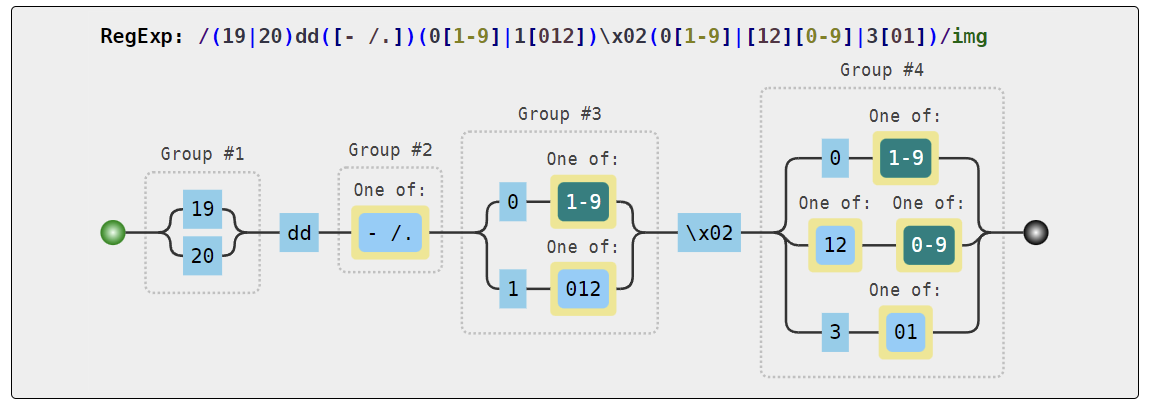 RegExp: /(19|20)dd([- /.])(0[1-9]|1[012])\x02(0[1-9]|[12][0-9]|3[01])/img
Group #4
Group #3
One of:
Group #1
Group #2
One of:
0
1-9
One of:
One of:
19
0
1-9
One of:
One of:
20
dd
- /.
One of:
\x02
12
0-9
1
012
One of:
3
01